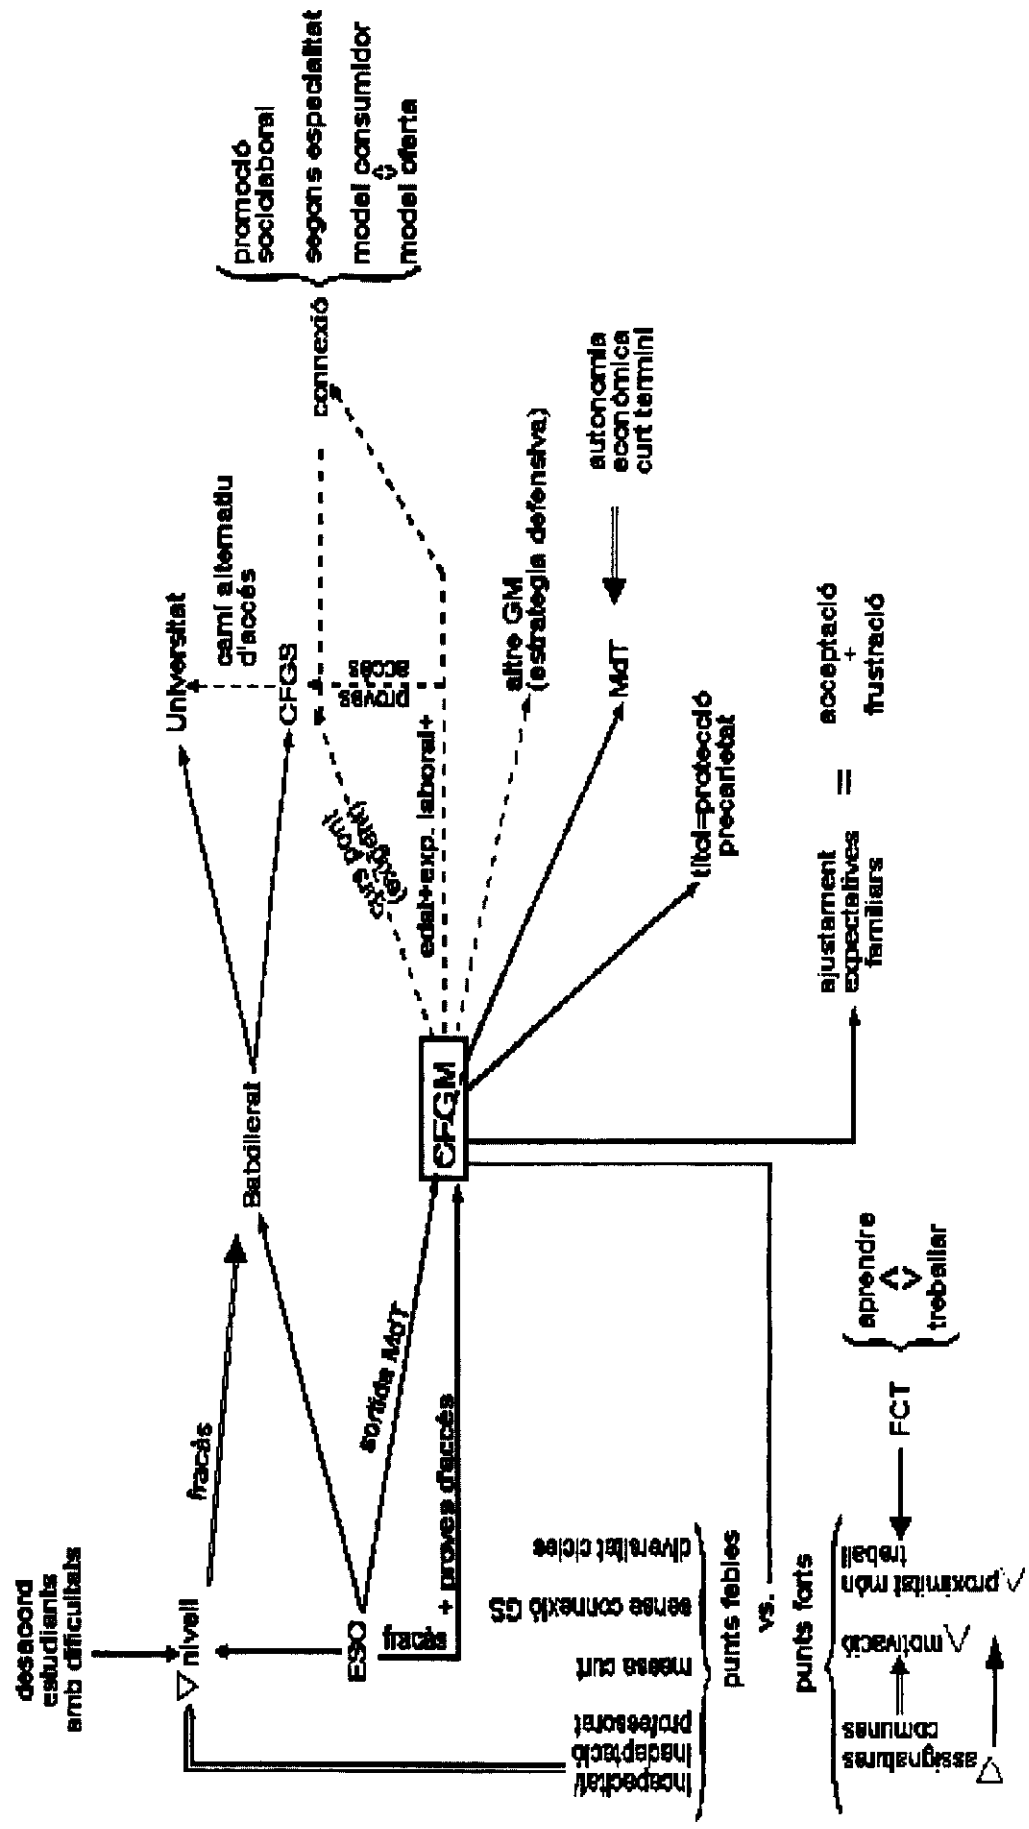 desacord
estudiants
amb dificultats
▽ nivell
fracàs
Batxillerat
Universitat
camí alternatiu
d'accés
CFGS
connexió
promoció
sociolaboral
segons especialitat
model consumidor
<>
model oferta
ESO
fracàs
sortida MdT
+ proves d'accés
CFGM
curs pont
edat+exp. laboral+
proves
accés
altre GM
(estrategia defensiva)
MdT
autonomia
econòmica
curt termini
títol=protecció
precarietat
ajustament
expectatives
familiars
=
acceptació
+
frustració
incapacitat/
inadaptació
professorat
massa curt
sense connexió GS
diversitat cicles
punts febles
vs.
punts forts
▽ assignatures
comunes
△ motivació
△ proximitat món
treball
FCT
aprendre
<>
treballar